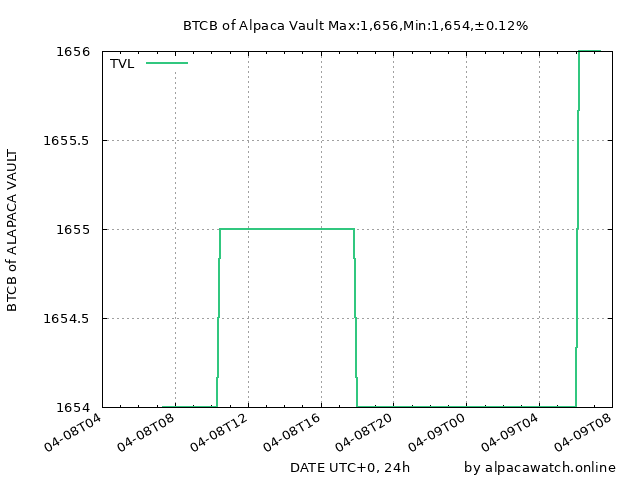 BTCB of Alpaca Vault Max:1,656,Min:1,654,±0.12%
TVL
BTCB of ALAPACA VAULT
1656
1655.5
1655
1654.5
1654
04-08T04
04-08T08
04-08T12
04-08T16
04-08T20
04-09T00
04-09T04
04-09T08
DATE UTC+0, 24h
by alpacawatch.online